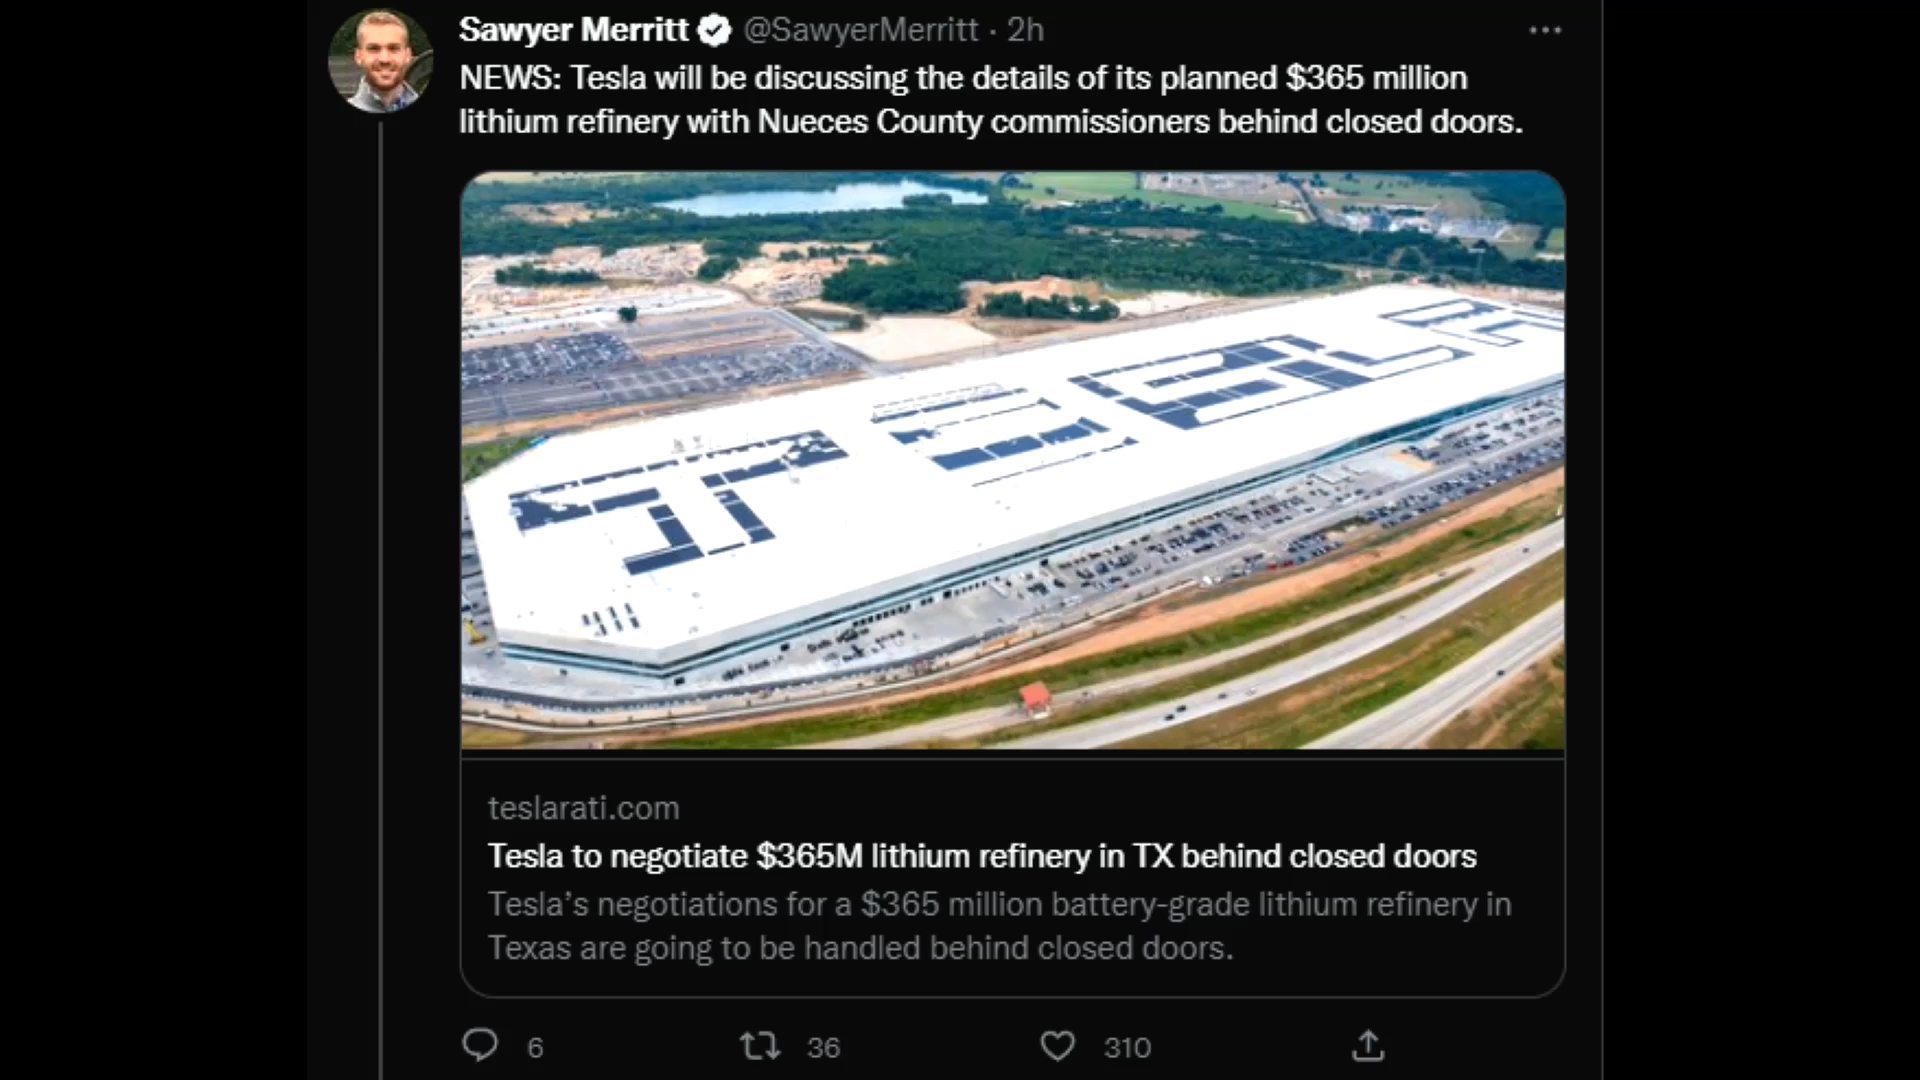 Sawyer Merritt @SawyerMerritt · 2h
NEWS: Tesla will be discussing the details of its planned $365 million
lithium refinery with Nueces County commissioners behind closed doors.
TESLA
teslarati.com
Tesla to negotiate $365M lithium refinery in TX behind closed doors
Tesla’s negotiations for a $365 million battery-grade lithium refinery in
Texas are going to be handled behind closed doors.
6 36 310